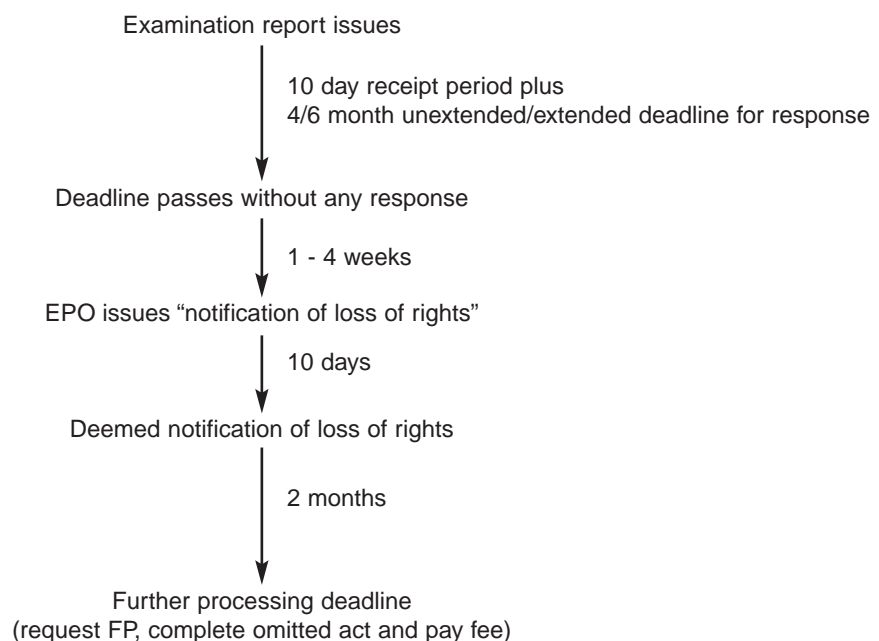 Examination report issues
10 day receipt period plus
4/6 month unextended/extended deadline for response
Deadline passes without any response
1 - 4 weeks
EPO issues “notification of loss of rights”
10 days
Deemed notification of loss of rights
2 months
Further processing deadline
(request FP, complete omitted act and pay fee)